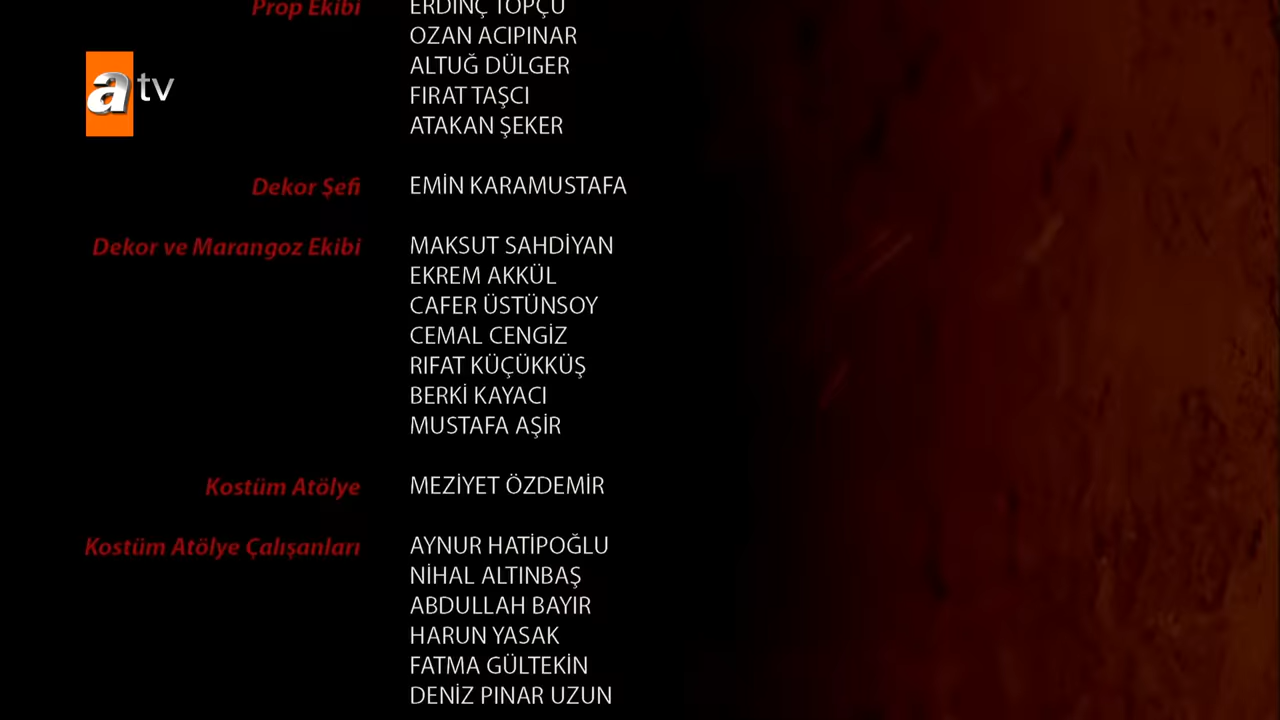 Prop Ekibi ERDİNÇ TOPÇU
OZAN ACIPINAR
ALTUĞ DÜLGER
FIRAT TAŞCI
ATAKAN ŞEKER
atv
Dekor Şefi EMİN KARAMUSTAFA
Dekor ve Marangoz Ekibi MAKSUT SAHDİYAN
EKREM AKKÜL
CAFER ÜSTÜNSOY
CEMAL CENGİZ
RIFAT KÜÇÜKKÜŞ
BERKİ KAYACI
MUSTAFA AŞİR
Kostüm Atölye MEZİYET ÖZDEMİR
Kostüm Atölye Çalışanları AYNUR HATİPOĞLU
NİHAL ALTINBAŞ
ABDULLAH BAYIR
HARUN YASAK
FATMA GÜLTEKİN
DENİZ PINAR UZUN